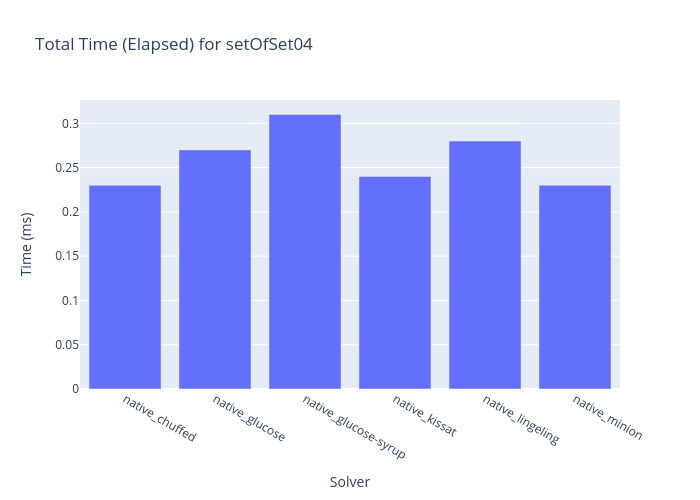 Total Time (Elapsed) for setOfSet04
Time (ms)
0.3
0.25
0.2
0.15
0.1
0.05
0
native_chuffed
native_glucose
native_glucose-syrup
native_kissat
native_lingeling
native_minion
Solver